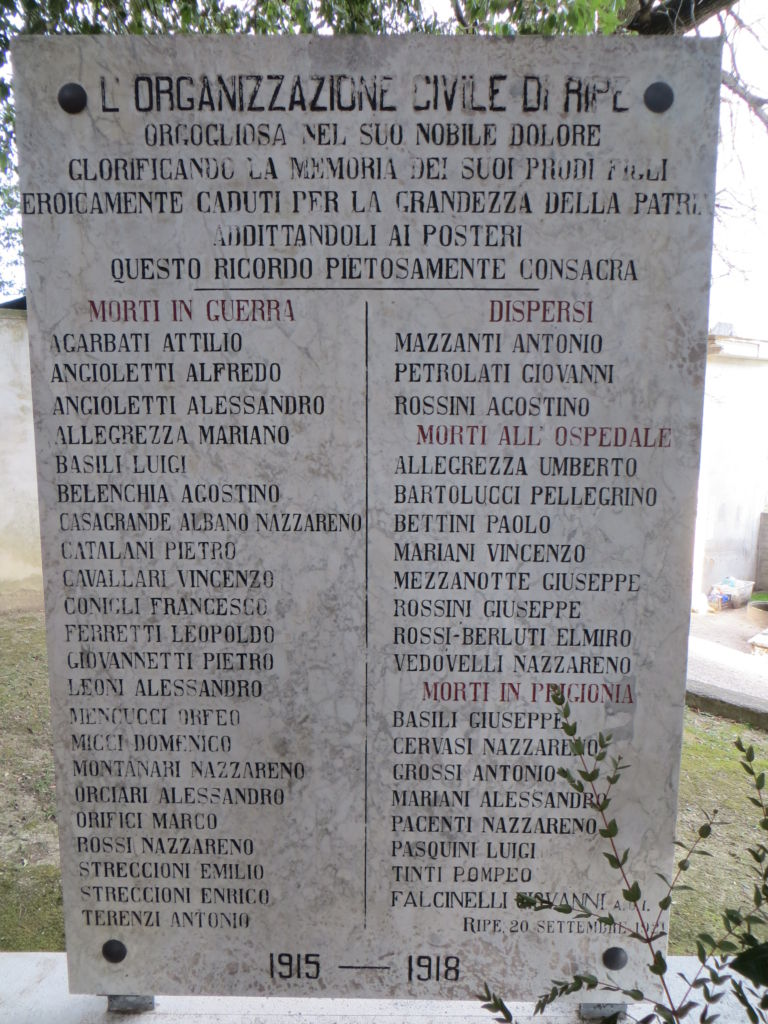 L'ORGANIZZAZIONE CIVILE DI RIPE
ORGOGLIOSA NEL SUO NOBILE DOLORE
GLORIFICANDO LA MEMORIA DEI SUOI PRODI FIGLI
EROICAMENTE CADUTI PER LA GRANDEZZA DELLA PATRIA
ADDITTANDOLI AI POSTERI
QUESTO RICORDO PIETOSAMENTE CONSACRA
MORTI IN GUERRA
AGARBATI ATTILIO
ANGIOLETTI ALFREDO
ANGIOLETTI ALESSANDRO
ALLEGREZZA MARIANO
BASILI LUIGI
BELENCHIA AGOSTINO
CASAGRANDE ALBANO NAZZARENO
CATALANI PIETRO
CAVALLARI VINCENZO
CONIGLI FRANCESCO
FERRETTI LEOPOLDO
GIOVANNETTI PIETRO
LEONI ALESSANDRO
MENCUCCI ORFEO
MICCI DOMENICO
MONTANARI NAZZARENO
ORCIARI ALESSANDRO
ORIFICI MARCO
ROSSI NAZZARENO
STRECCIONI EMILIO
STRECCIONI ENRICO
TERENZI ANTONIO
DISPERSI
MAZZANTI ANTONIO
PETROLATI GIOVANNI
ROSSINI AGOSTINO
MORTI ALL'OSPEDALE
ALLEGREZZA UMBERTO
BARTOLUCCI PELLEGRINO
BETTINI PAOLO
MARIANI VINCENZO
MEZZANOTTE GIUSEPPE
ROSSINI GIUSEPPE
ROSSI-BERLUTI ELMIRO
VEDOVELLI NAZZARENO
MORTI IN PRIGIONIA
BASILI GIUSEPPE
CERVASI NAZZARENO
GROSSI ANTONIO
MARIANI ALESSANDRO
PACENTI NAZZARENO
PASQUINI LUIGI
TINTI POMPEO
FALCINELLI GIOVANNI
RIPE, 20 SETTEMBRE 1921
1915 — 1918